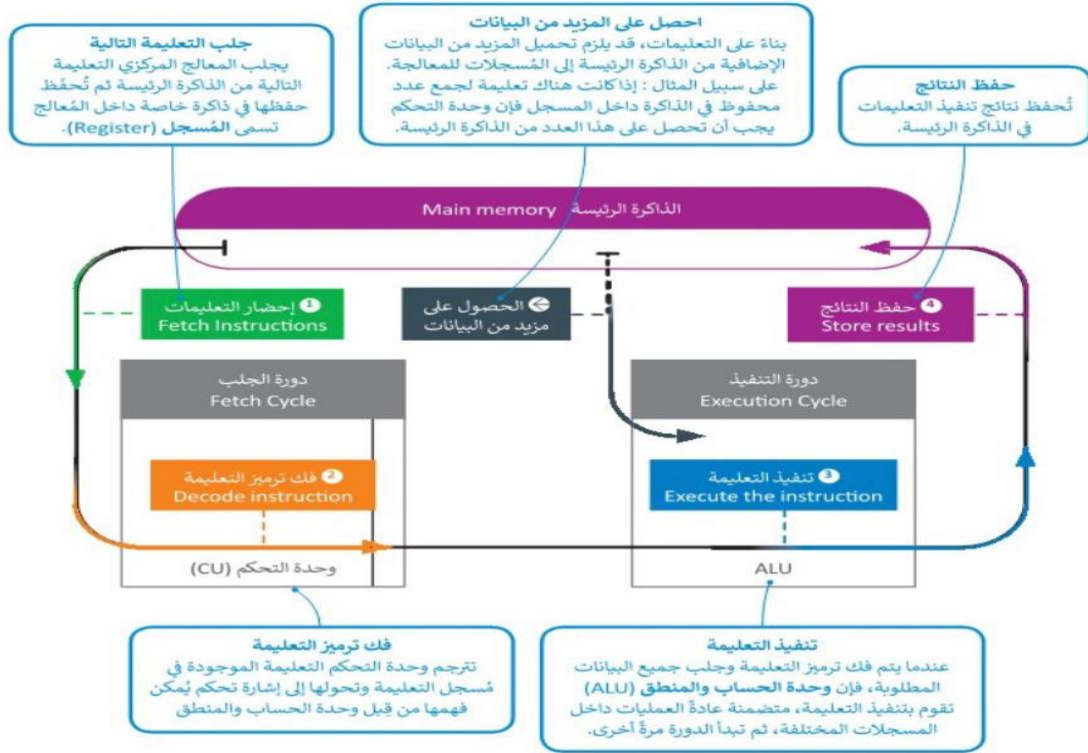 جلب التعليمة التالية
يجلب المعالج المركزي التعليمة
التالية من الذاكرة الرئيسة ثم تُحفَظ
حفظها في ذاكرة خاصة داخل المُعالج
تسمى المُسجل (Register).
احصل على المزيد من البيانات
بناءً على التعليمات، قد يلزم تحميل المزيد من البيانات
الإضافية من الذاكرة الرئيسة إلى المُسجلات للمعالجة.
على سبيل المثال : إذا كانت هناك تعليمة لجمع عدد
محفوظ في الذاكرة داخل المسجل فإن وحدة التحكم
يجب أن تحصل على هذا العدد من الذاكرة الرئيسة.
حفظ النتائج
تُحفظ نتائج تنفيذ التعليمات
في الذاكرة الرئيسة.
الذاكرة الرئيسة Main memory
1 إحضار التعليمات
Fetch Instructions
الحصول على
مزيد من البيانات
4 حفظ النتائج
Store results
دورة الجلب
Fetch Cycle
دورة التنفيذ
Execution Cycle
2 فك ترميز التعليمة
Decode instruction
3 تنفيذ التعليمة
Execute the instruction
وحدة التحكم (CU)
ALU
فك ترميز التعليمة
تترجم وحدة التحكم التعليمة الموجودة في
مُسجل التعليمة وتحولها إلى إشارة تحكم يُمكن
فهمها من قِبل وحدة الحساب والمنطق
تنفيذ التعليمة
عندما يتم فك ترميز التعليمة وجلب جميع البيانات
المطلوبة، فإن وحدة الحساب والمنطق (ALU)
تقوم بتنفيذ التعليمة، متضمنة عادةً العمليات داخل
المسجلات المختلفة، ثم تبدأ الدورة مرةً أخرى.